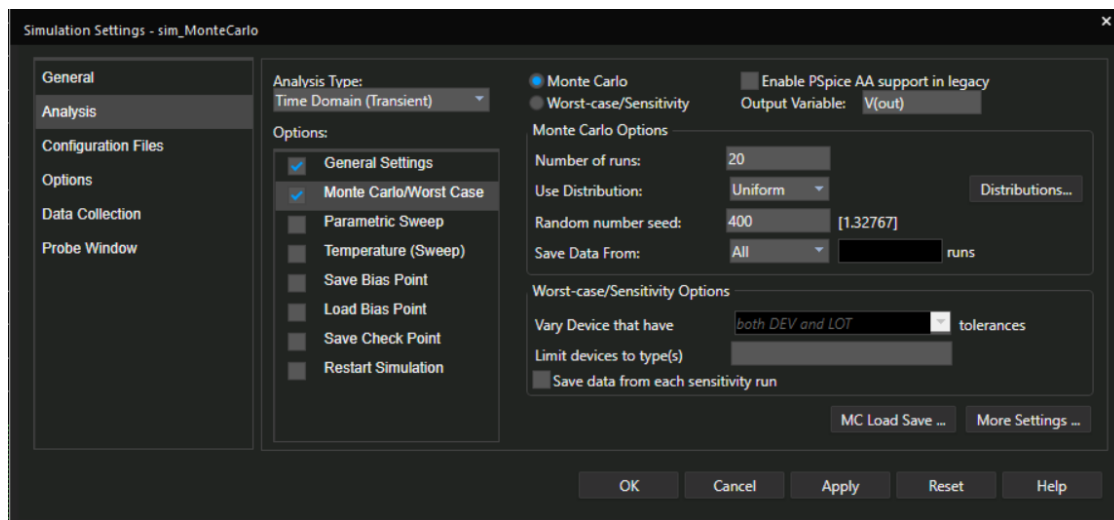 Simulation Settings - sim_MonteCarlo
×
General
Analysis
Configuration Files
Options
Data Collection
Probe Window
Analysis Type:
Time Domain (Transient)
Options:
General Settings
Monte Carlo/Worst Case
Parametric Sweep
Temperature (Sweep)
Save Bias Point
Load Bias Point
Save Check Point
Restart Simulation
Monte Carlo
Enable PSpice AA support in legacy
Worst-case/Sensitivity
Output Variable: V(out)
Monte Carlo Options
Number of runs: 20
Use Distribution: Uniform Distributions...
Random number seed: 400 [1.32767]
Save Data From: All runs
Worst-case/Sensitivity Options
Vary Device that have both DEV and LOT tolerances
Limit devices to type(s)
Save data from each sensitivity run
MC Load Save ... More Settings ...
OK Cancel Apply Reset Help